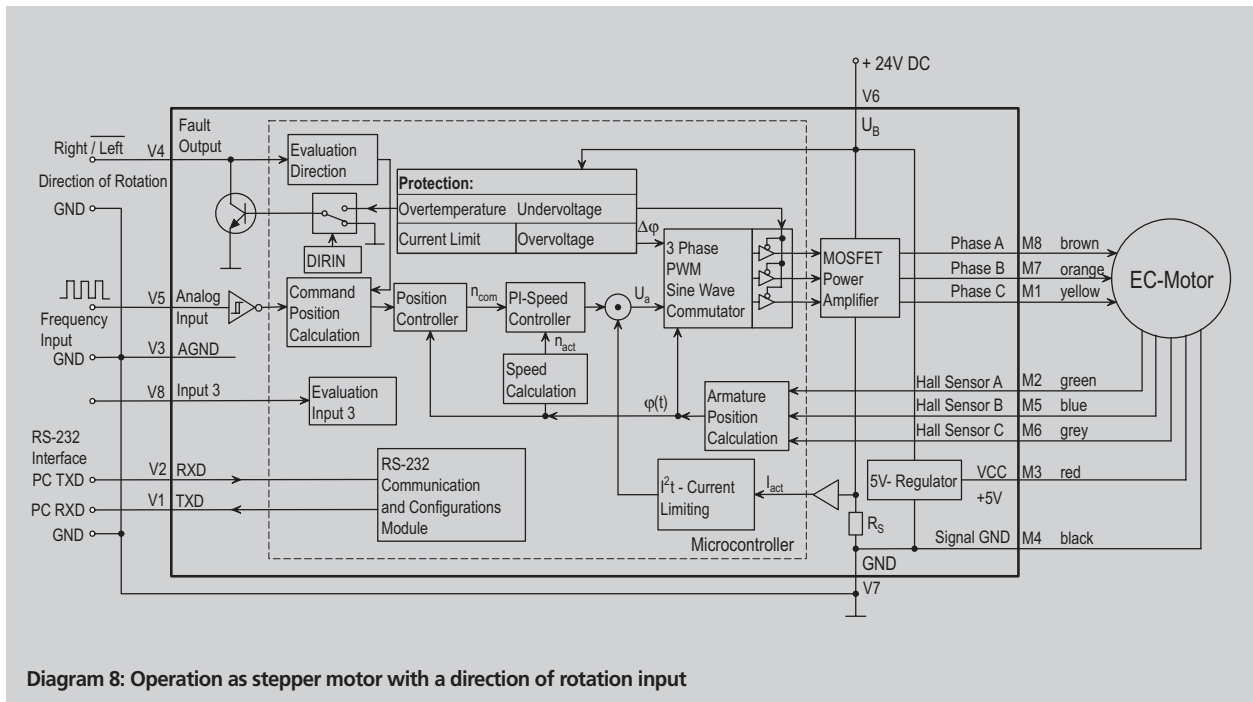 + 24V DC
V6
U_B
Right / Left
V4
Fault
Output
Direction of Rotation
GND
Evaluation
Direction
Protection:
Overtemperature Undervoltage
Current Limit
Overvoltage
DIRIN
Δφ
3 Phase
PWM
Sine Wave
Commutator
MOSFET
Power
Amplifier
Phase A M8 brown
Phase B M7 orange
Phase C M1 yellow
EC-Motor
V5
Analog
Input
Frequency
Input
GND
V3 AGND
Command
Position
Calculation
Position
Controller
n_com
PI-Speed
Controller
U_a
n_act
Speed
Calculation
φ(t)
Armature
Position
Calculation
Hall Sensor A M2 green
Hall Sensor B M5 blue
Hall Sensor C M6 grey
V8 Input 3
Evaluation
Input 3
RS-232
Interface
PC TXD V2 RXD
PC RXD V1 TXD
GND
RS-232
Communication
and Configurations
Module
I²t - Current
Limiting
I_act
Microcontroller
5V- Regulator
VCC M3 red
+5V
R_S
Signal GND M4 black
GND
V7
Diagram 8: Operation as stepper motor with a direction of rotation input